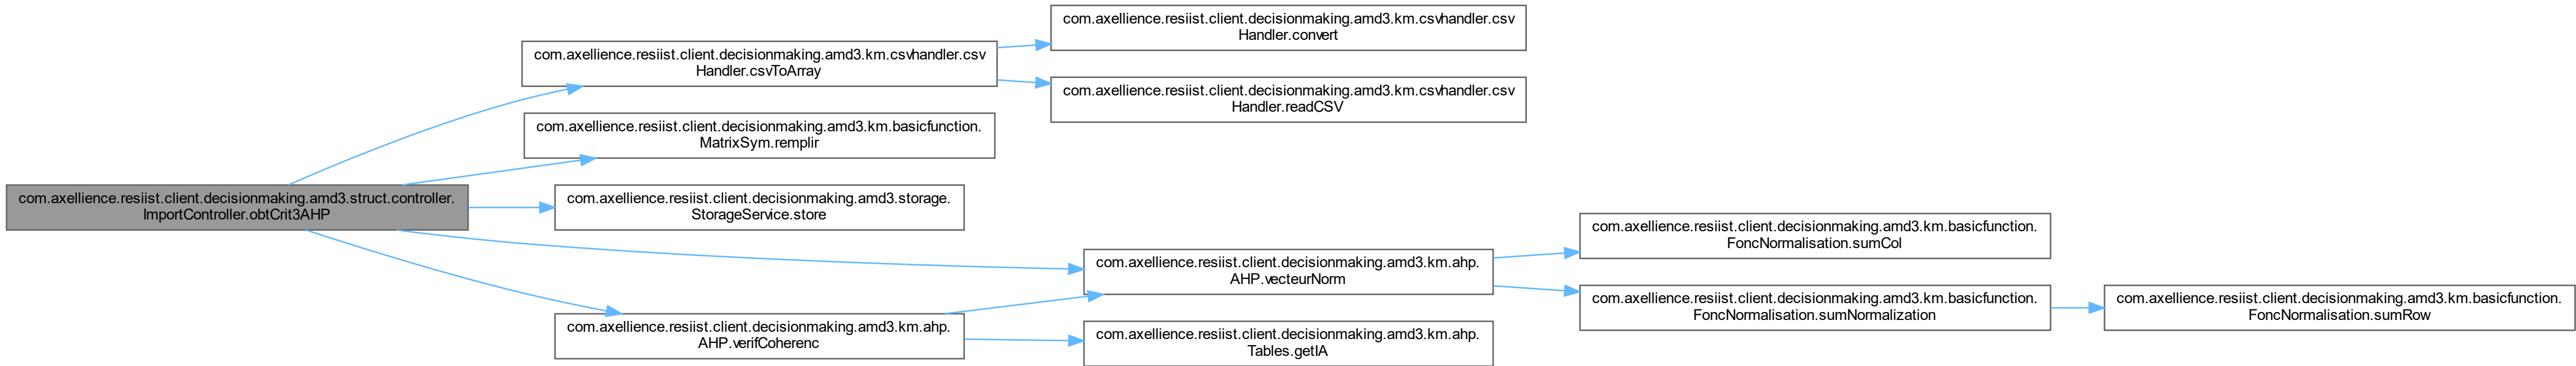 com.axellience.resiist.client.decisionmaking.amd3.struct.controller.
ImportController.obtCrit3AHP
com.axellience.resiist.client.decisionmaking.amd3.km.csvhandler.csv
Handler.csvToArray
com.axellience.resiist.client.decisionmaking.amd3.km.csvhandler.csv
Handler.convert
com.axellience.resiist.client.decisionmaking.amd3.km.csvhandler.csv
Handler.readCSV
com.axellience.resiist.client.decisionmaking.amd3.km.basicfunction.
MatrixSym.remplir
com.axellience.resiist.client.decisionmaking.amd3.storage.
StorageService.store
com.axellience.resiist.client.decisionmaking.amd3.km.ahp.
AHP.vecteurNorm
com.axellience.resiist.client.decisionmaking.amd3.km.basicfunction.
FoncNormalisation.sumCol
com.axellience.resiist.client.decisionmaking.amd3.km.basicfunction.
FoncNormalisation.sumNormalization
com.axellience.resiist.client.decisionmaking.amd3.km.basicfunction.
FoncNormalisation.sumRow
com.axellience.resiist.client.decisionmaking.amd3.km.ahp.
AHP.verifCoherenc
com.axellience.resiist.client.decisionmaking.amd3.km.ahp.
Tables.getIA